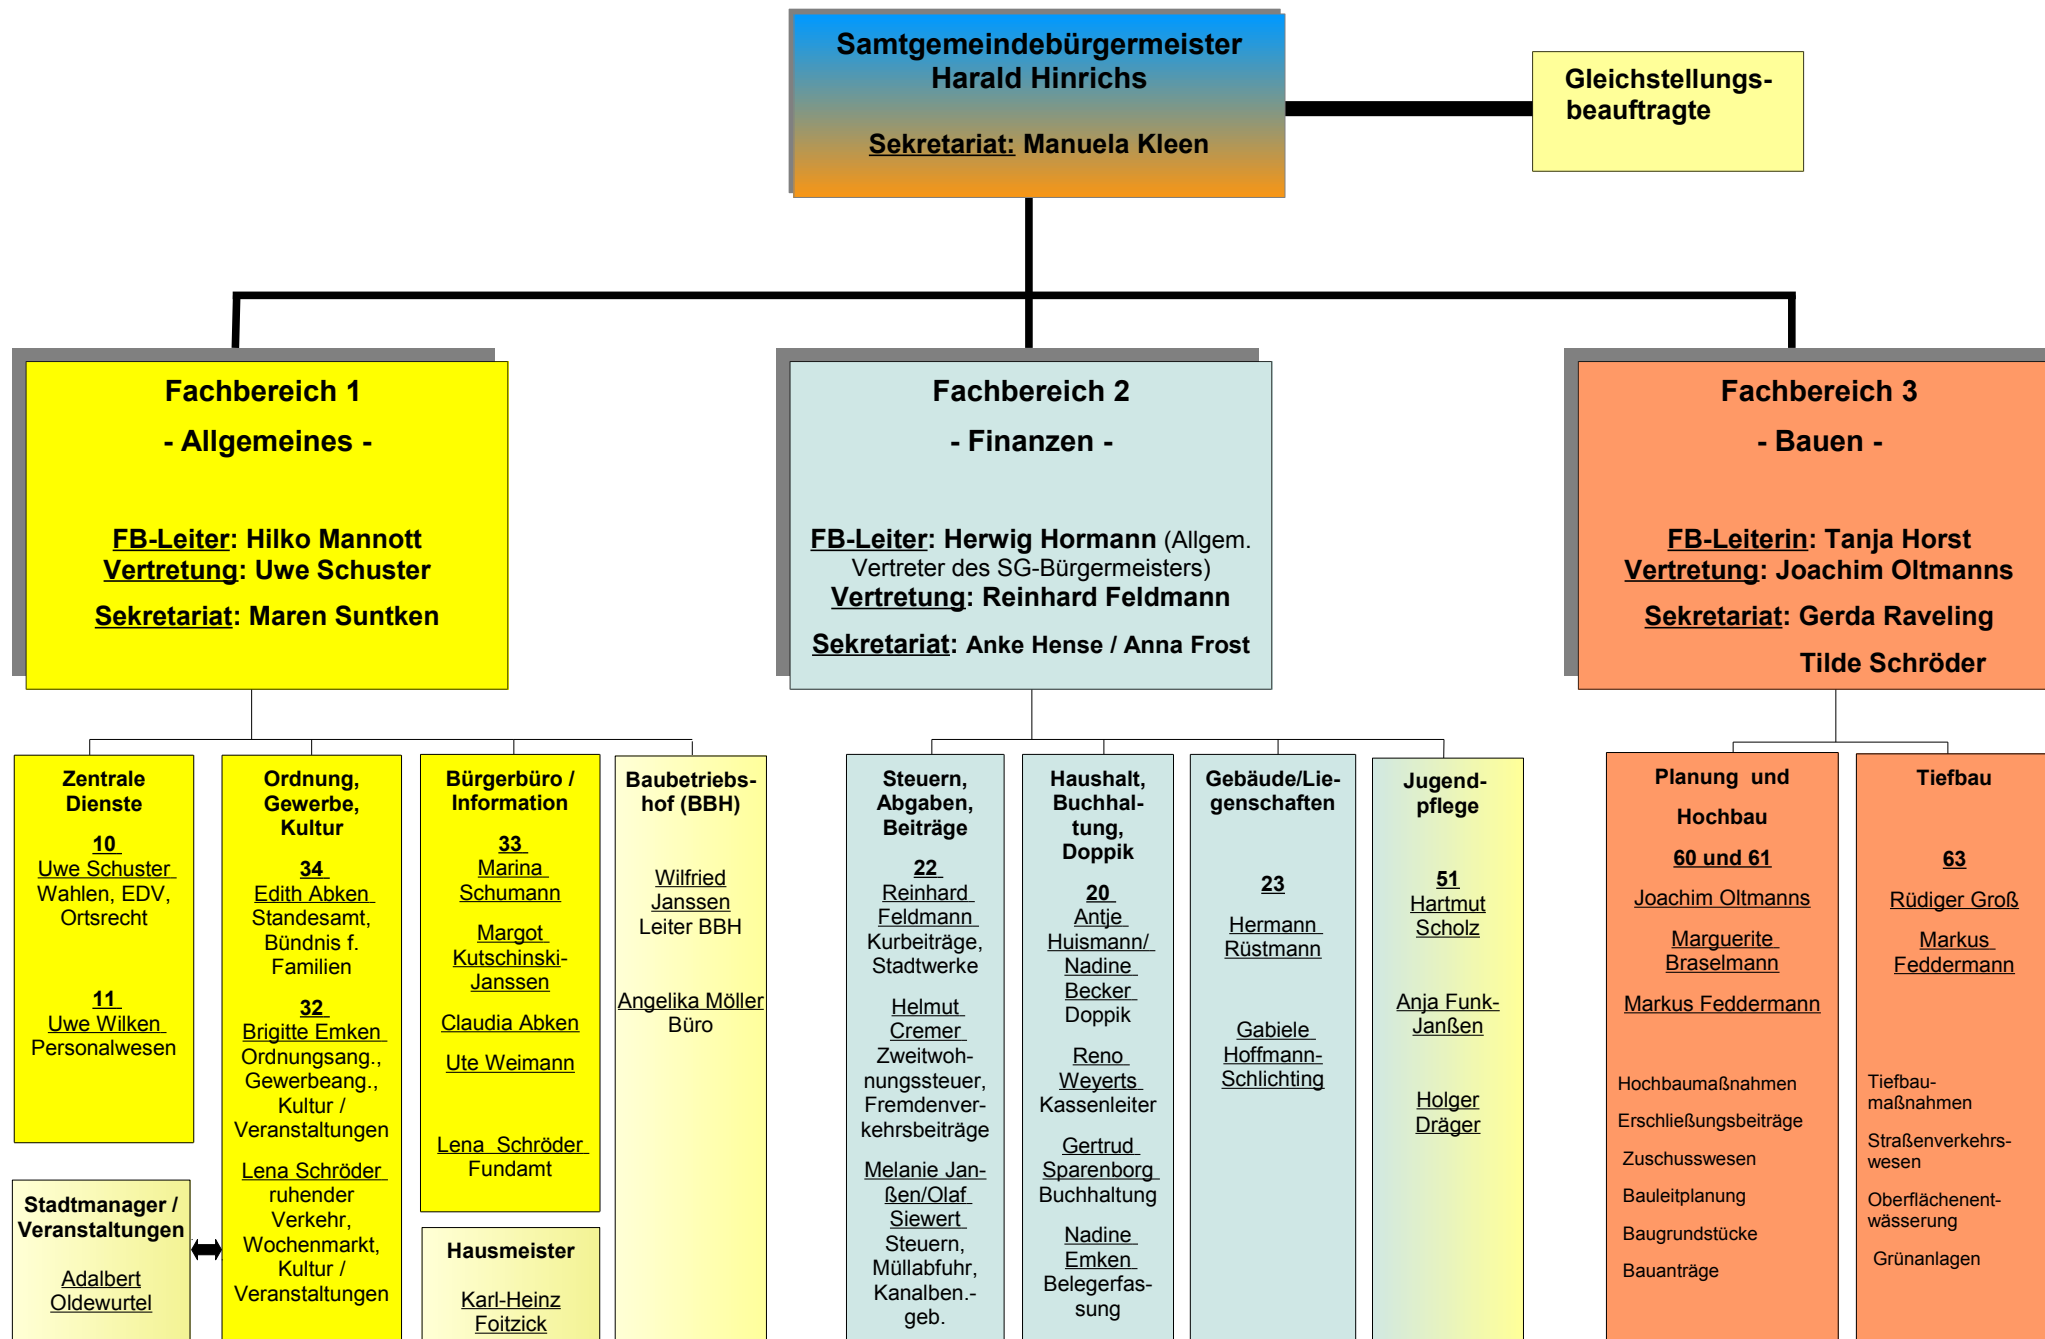 Samtgemeindebürgermeister
Harald Hinrichs
Sekretariat: Manuela Kleen
Gleichstellungs-
beauftragte
Fachbereich 1
- Allgemeines -
FB-Leiter: Hilko Mannott
Vertretung: Uwe Schuster
Sekretariat: Maren Suntken
Fachbereich 2
- Finanzen -
FB-Leiter: Herwig Hormann (Allgem.
Vertreter des SG-Bürgermeisters)
Vertretung: Reinhard Feldmann
Sekretariat: Anke Hense / Anna Frost
Fachbereich 3
- Bauen -
FB-Leiterin: Tanja Horst
Vertretung: Joachim Oltmanns
Sekretariat: Gerda Raveling
Tilde Schröder
Zentrale
Dienste
10
Uwe Schuster
Wahlen, EDV,
Ortsrecht
11
Uwe Wilken
Personalwesen
Stadtmanager /
Veranstaltungen
Adalbert
Oldewurtel
Ordnung,
Gewerbe,
Kultur
34
Edith Abken
Standesamt,
Bündnis f.
Familien
32
Brigitte Emken
Ordnungsang.,
Gewerbeang.,
Kultur /
Veranstaltungen
Lena Schröder
ruhender
Verkehr,
Wochenmarkt,
Kultur /
Veranstaltungen
Bürgerbüro /
Information
33
Marina
Schumann
Margot
Kutschinski-
Janssen
Claudia Abken
Ute Weimann
Lena Schröder
Fundamt
Hausmeister
Karl-Heinz
Foitzick
Baubetriebs-
hof (BBH)
Wilfried
Janssen
Leiter BBH
Angelika Möller
Büro
Steuern,
Abgaben,
Beiträge
22
Reinhard
Feldmann
Kurbeiträge,
Stadtwerke
Helmut
Cremer
Zweitwoh-
nungssteuer,
Fremdenver-
kehrsbeiträge
Melanie Jan-
ßen/Olaf
Siewert
Steuern,
Müllabfuhr,
Kanalben.-
geb.
Haushalt,
Buchhal-
tung,
Doppik
20
Antje
Huismann/
Nadine
Becker
Doppik
Reno
Weyerts
Kassenleiter
Gertrud
Sparenborg
Buchhaltung
Nadine
Emken
Belegerfas-
sung
Gebäude/Lie-
genschaften
23
Hermann
Rüstmann
Gabiele
Hoffmann-
Schlichting
Jugend-
pflege
51
Hartmut
Scholz
Anja Funk-
Janßen
Holger
Dräger
Planung und
Hochbau
60 und 61
Joachim Oltmanns
Marguerite
Braselmann
Markus Feddermann
Hochbaumaßnahmen
Erschließungsbeiträge
Zuschusswesen
Bauleitplanung
Baugrundstücke
Bauanträge
Tiefbau
63
Rüdiger Groß
Markus
Feddermann
Tiefbau-
maßnahmen
Straßenverkehrs-
wesen
Oberflächenent-
wässerung
Grünanlagen